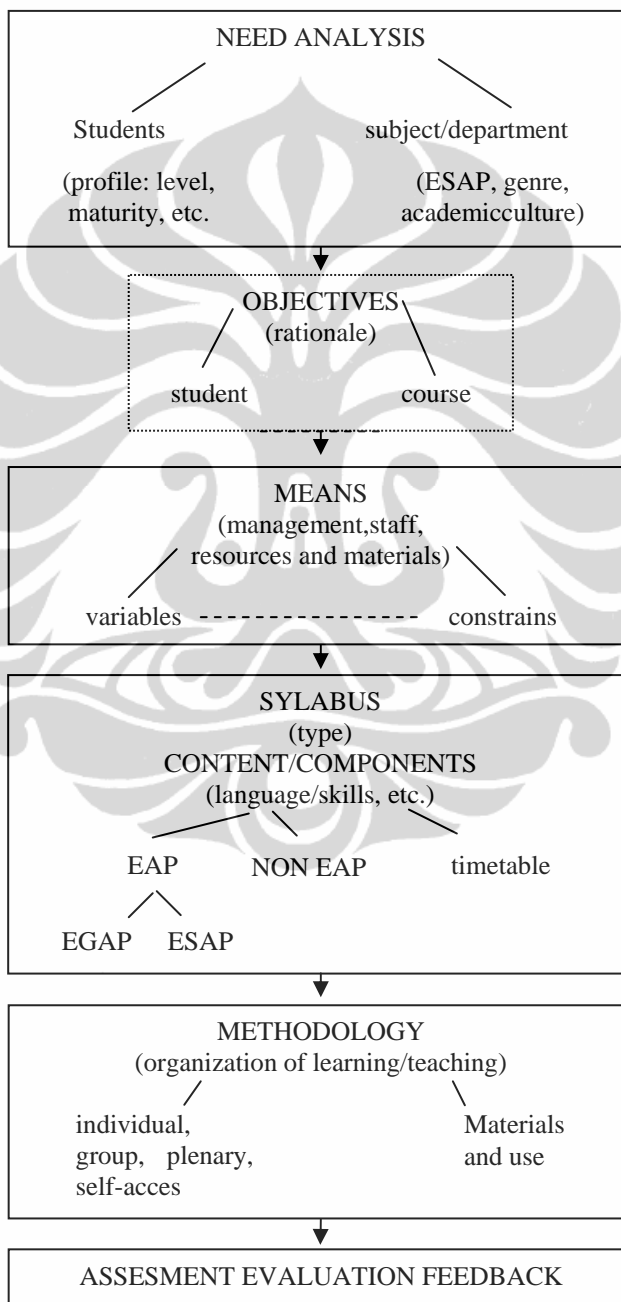 NEED ANALYSIS
Students subject/department
(profile: level, (ESAP, genre,
maturity, etc. academicculture)
OBJECTIVES
(rationale)
student course
MEANS
(management,staff,
resources and materials)
variables constrains
SYLABUS
(type)
CONTENT/COMPONENTS
(language/skills, etc.)
EAP NON EAP timetable
EGAP ESAP
METHODOLOGY
(organization of learning/teaching)
individual, Materials
group, plenary, and use
self-acces
ASSESMENT EVALUATION FEEDBACK